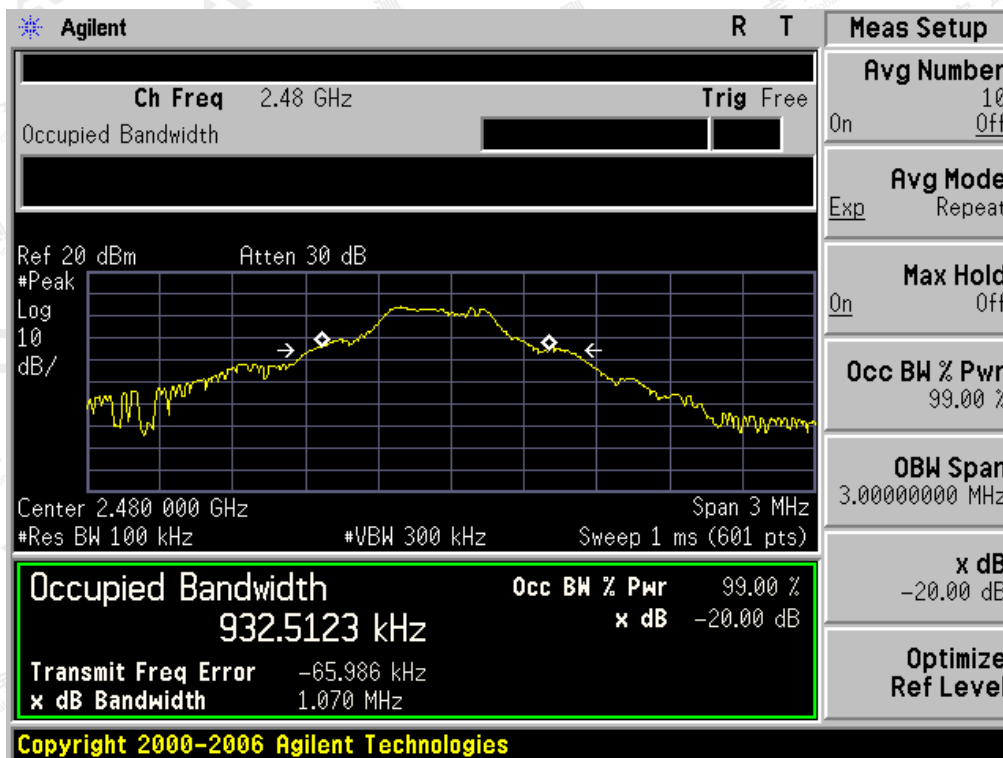 Agilent R T Meas Setup
Ch Freq 2.48 GHz Trig Free
Occupied Bandwidth
Avg Number
10
On Off
Avg Mode
Exp Repeat
Max Hold
On Off
Occ BW % Pwr
99.00 %
OBW Span
3.00000000 MHz
x dB
-20.00 dB
Optimize
Ref Level
Ref 20 dBm Atten 30 dB
#Peak
Log
10
dB/
Center 2.480 000 GHz Span 3 MHz
#Res BW 100 kHz #VBW 300 kHz Sweep 1 ms (601 pts)
Occupied Bandwidth Occ BW % Pwr 99.00 %
932.5123 kHz x dB -20.00 dB
Transmit Freq Error -65.986 kHz
x dB Bandwidth 1.070 MHz
Copyright 2000-2006 Agilent Technologies